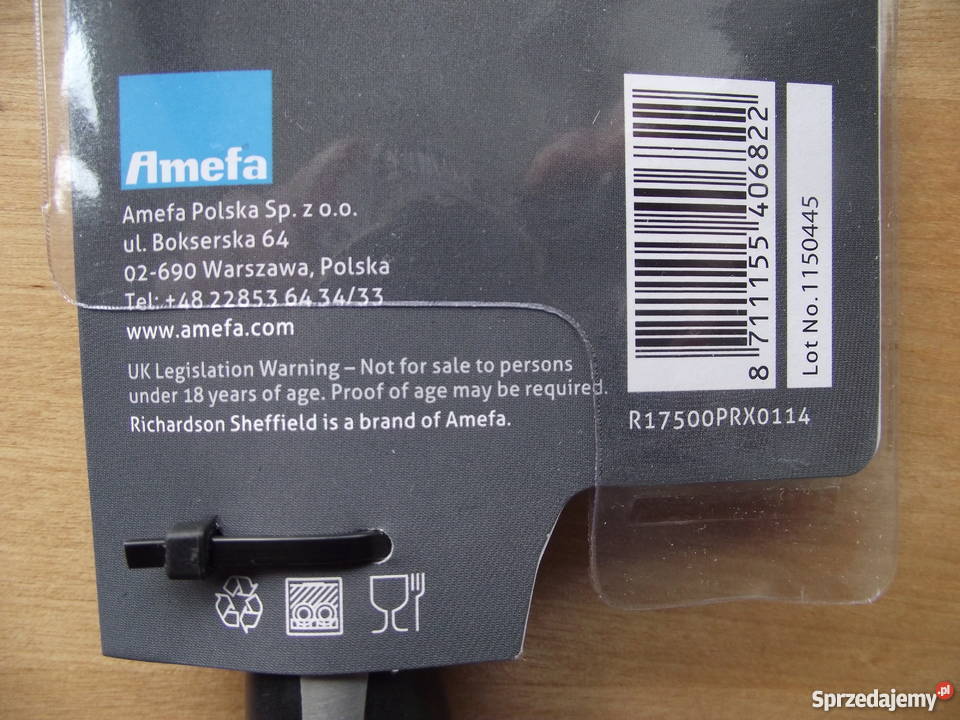 Amefa
Amefa Polska Sp. z o.o.
ul. Bokserska 64
02-690 Warszawa, Polska
Tel: +48 22853 64 34/33
www.amefa.com
UK Legislation Warning – Not for sale to persons
under 18 years of age. Proof of age may be required.
Richardson Sheffield is a brand of Amefa.
8 711155 406822
Lot No. 1150445
R17500PRX0114
Sprzedajemy.pl